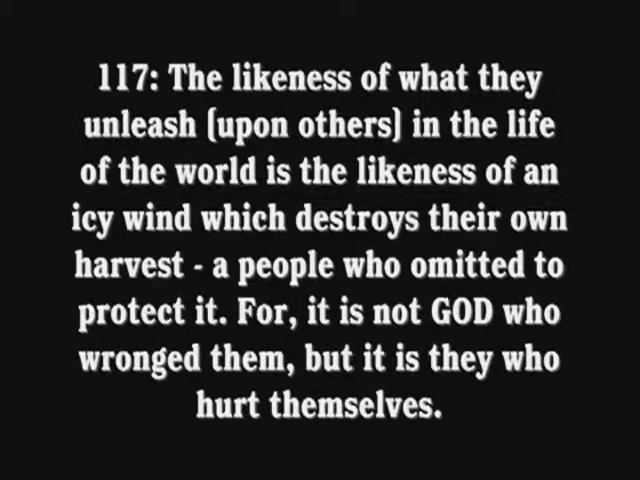 117: The likeness of what they
unleash (upon others) in the life
of the world is the likeness of an
icy wind which destroys their own
harvest - a people who omitted to
protect it. For, it is not GOD who
wronged them, but it is they who
hurt themselves.